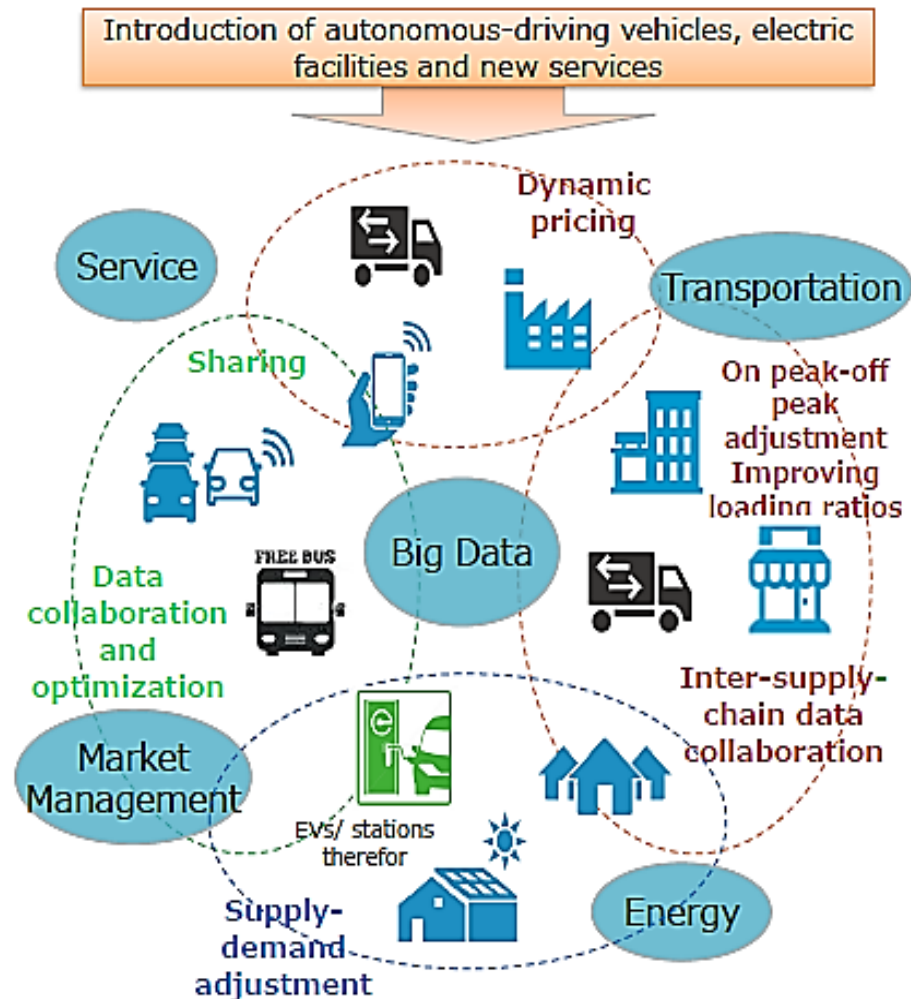 Introduction of autonomous-driving vehicles, electric
facilities and new services
Dynamic
pricing
Service
Transportation
Sharing
On peak-off
peak
adjustment
Improving
loading ratios
Big Data
FREE BUS
Data
collaboration
and
optimization
Inter-supply-
chain data
collaboration
Market
Management
EVs/ stations
therefor
Supply-
demand
adjustment
Energy